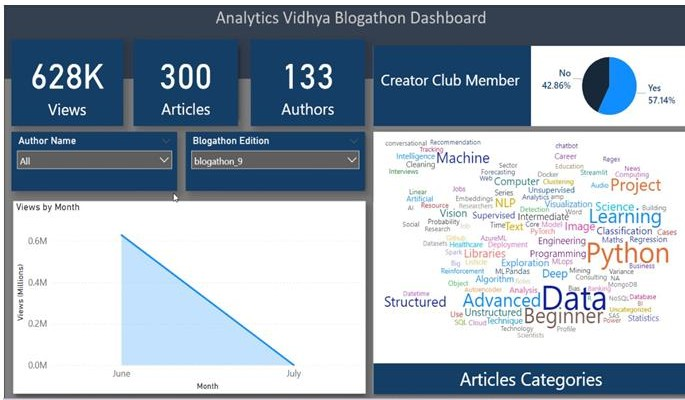 Analytics Vidhya Blogathon Dashboard
628K
Views
300
Articles
133
Authors
Creator Club Member
No
42.86%
Yes
57.14%
Author Name
All
Blogathon Edition
blogathon_9
Views by Month
Views (Millions)
0.6M
0.4M
0.2M
0.0M
June
July
Month
conversational Recommendation
Tracking
Intelligence
Machine
Cleaning
Interviews
chatbot
Career
Regex
Sector
Education
News
Forecasting
Docker
Streamlit
Computing
Web
Computer
Clustering
Audio
Project
Jobs
Series
Unsupervised
Linear
Artificial
Embeddings
NLP
Analytics
amp
AI
Resource
Researchers
Visualization
Science
Building
Vision
Detection
Word
Learning
Social
Probability
Supervised
Intermediate
Research
Job
Time
Text
Core
Model
Image
Classification
Cases
PyTorch
Github
AzureML
Engineering
Maths
Regression
Datasets
Healthcare
Deployment
Python
Spark
Libraries
Programming
Big
Listicle
Exploration
MLops
Business
Reinforcement
ML
Pandas
Deep
Mining
Variance
Consulting
NA
Object
Algorithm
Notes
MongoDB
Datetime
autoencoder
Analysis
Bias
Banking
Structured
Advanced
Data
NoSQL
Database
BI
Use
Unstructured
Beginner
SAS
Uncategorized
Power
Statistics
SQL
Cloud
Technique
Technology
Profile
Scientists
Articles Categories